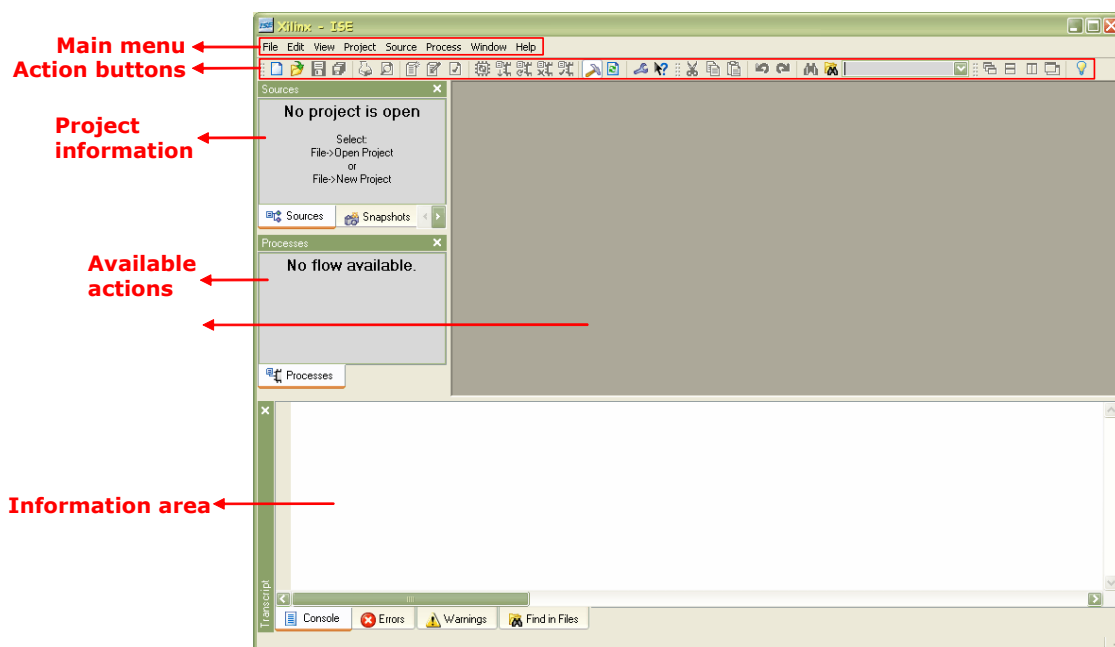 Xilinx - ISE
Main menu
File Edit View Project Source Process Window Help
Action buttons
Sources
No project is open
Project
information
Select:
File->Open Project
or
File->New Project
Sources Snapshots
Processes
No flow available.
Available
actions
Processes
Information area
Transcript
Console Errors Warnings Find in Files